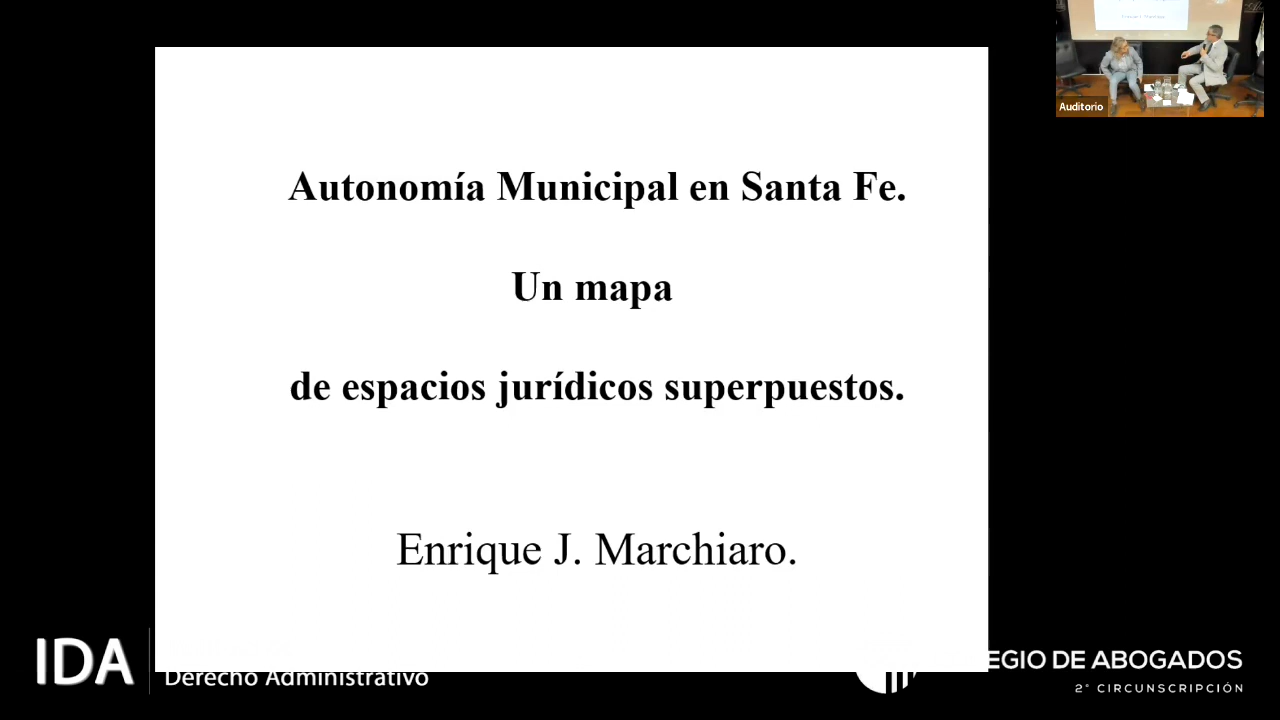 Autonomía Municipal en Santa Fe.
Un mapa
de espacios jurídicos superpuestos.
Enrique J. Marchiaro.
Auditorio
IDA
Derecho Administrativo
EGIO DE ABOGADOS
2° CIRCUNSCRIPCIÓN